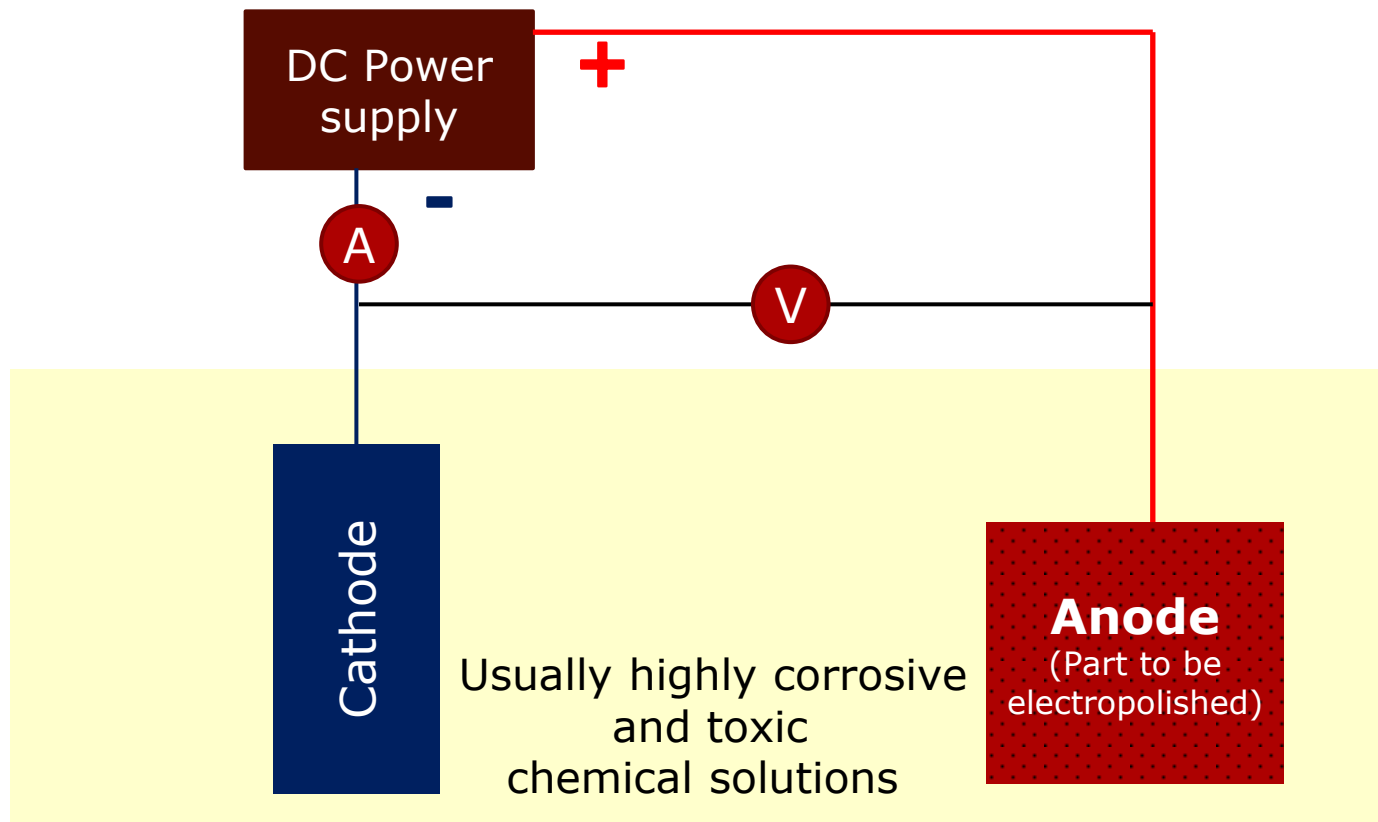 DC Power
supply
+
-
A
V
Cathode
Usually highly corrosive
and toxic
chemical solutions
Anode
(Part to be
electropolished)